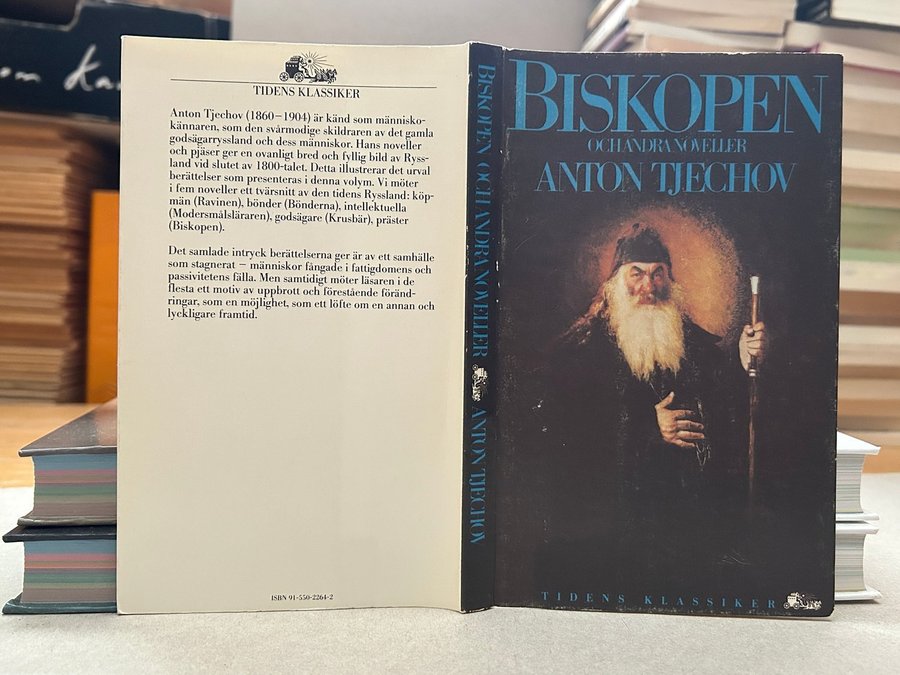 TIDENS KLASSIKER
Anton Tjechov (1860–1904) är känd som människo-
kännaren, som den svårmodige skildraren av det gamla
godsägarryssland och dess människor. Hans noveller
och pjäser ger en ovanligt bred och fyllig bild av Ryss-
land vid slutet av 1800-talet. Detta illustrerar det urval
berättelser som presenteras i denna volym. Vi möter
i fem noveller ett tvärsnitt av den tidens Ryssland: köp-
män (Ravinen), bönder (Bönderna), intellektuella
(Modersmålsläraren), godsägare (Krusbär), präster
(Biskopen).
Det samlade intryck berättelserna ger är av ett samhälle
som stagnerat – människor fångade i fattigdomens och
passivitetens fälla. Men samtidigt möter läsaren i de
flesta ett motiv av uppbrott och förestående föränd-
ringar, som en möjlighet, som ett löfte om en annan och
lyckligare framtid.
ISBN 91-550-2264-2
BISKOPEN OCH ANDRA NOVELLER ANTON TJECHOV
BISKOPEN
OCH ANDRA NOVELLER
ANTON TJECHOV
TIDENS KLASSIKER